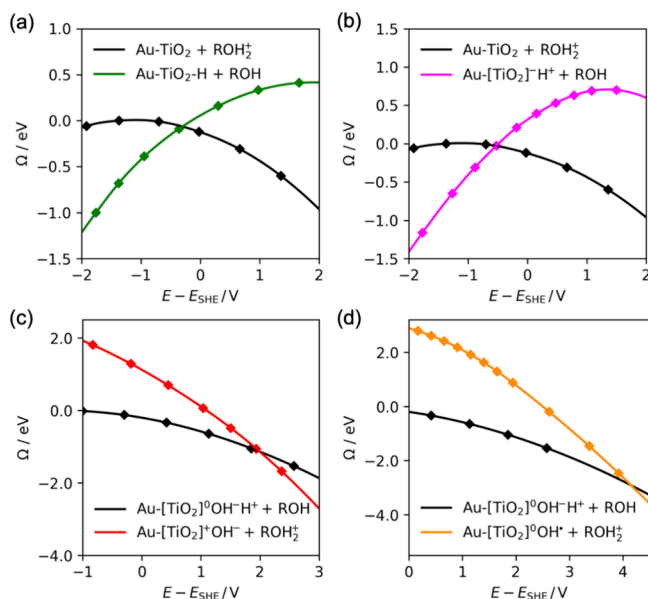 (a)
Au-TiO₂ + ROH₂⁺
Au-TiO₂-H + ROH
1.0
0.5
0.0
-0.5
-1.0
-1.5
Ω / eV
-2 -1 0 1 2
E − E_SHE / V
(b)
Au-TiO₂ + ROH₂⁺
Au-[TiO₂]⁻H⁺ + ROH
1.5
1.0
0.5
0.0
-0.5
-1.0
-1.5
Ω / eV
-2 -1 0 1 2
E − E_SHE / V
(c)
2.0
0.0
-2.0
-4.0
Ω / eV
Au-[TiO₂]⁰OH⁻H⁺ + ROH
Au-[TiO₂]⁺OH⁻ + ROH₂⁺
-1 0 1 2 3
E − E_SHE / V
(d)
2.0
0.0
-2.0
-4.0
Ω / eV
Au-[TiO₂]⁰OH⁻H⁺ + ROH
Au-[TiO₂]⁰OH• + ROH₂⁺
0 1 2 3 4
E − E_SHE / V